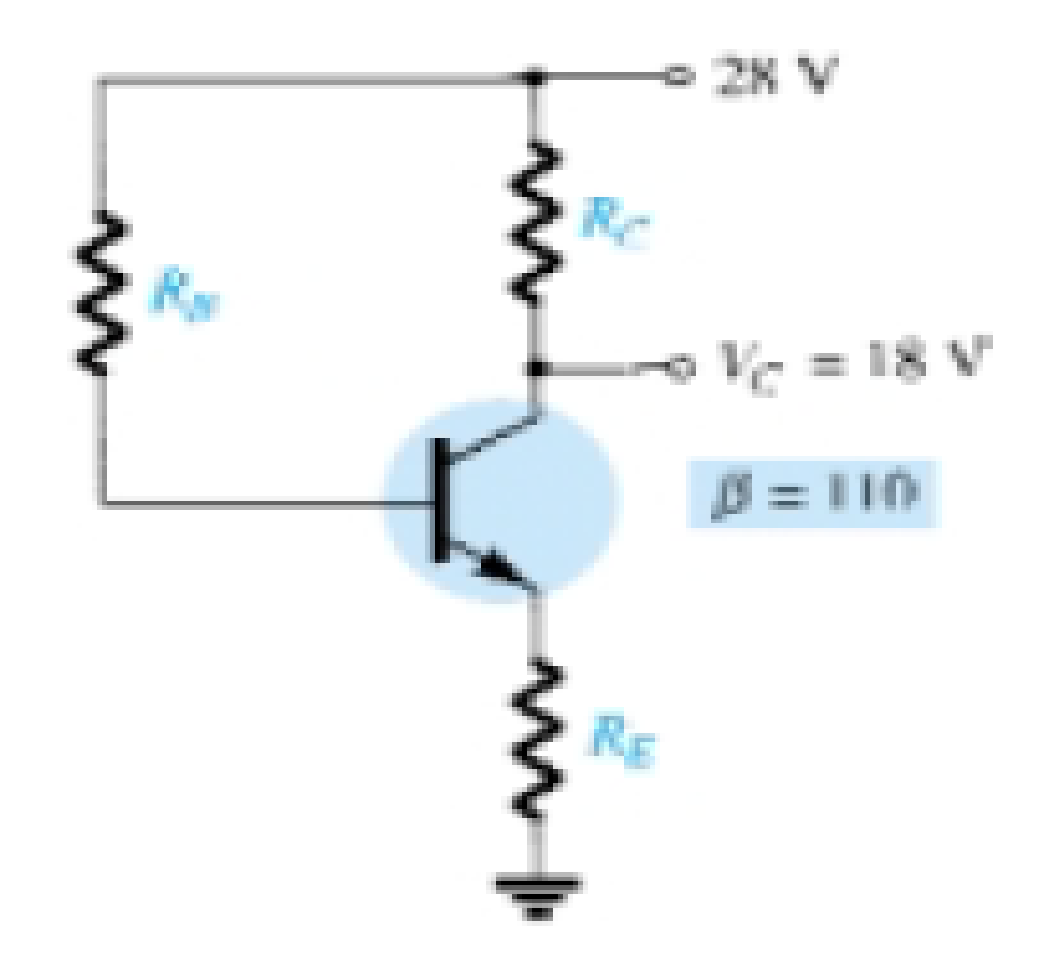 28 V
R_C
R_B
V_C = 18 V
β = 110
R_E